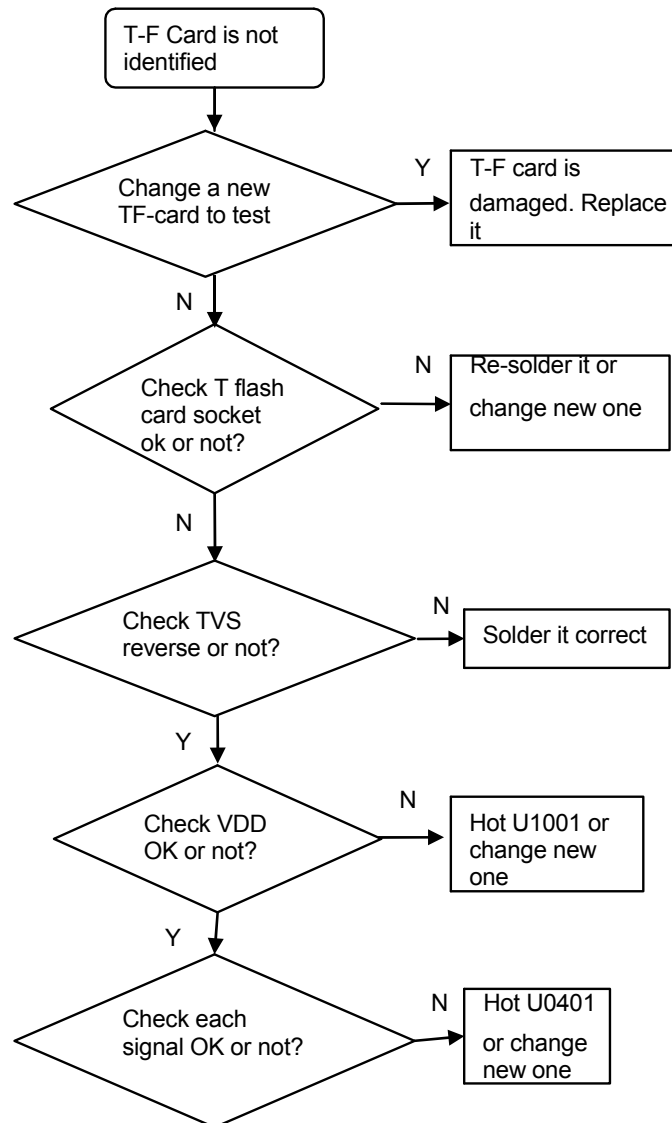 T-F Card is not
identified
Change a new
TF-card to test
Y
T-F card is
damaged. Replace
it
N
Check T flash
card socket
ok or not?
N
Re-solder it or
change new one
N
Check TVS
reverse or not?
N
Solder it correct
Y
Check VDD
OK or not?
N
Hot U1001 or
change new
one
Y
Check each
signal OK or not?
N
Hot U0401
or change
new one